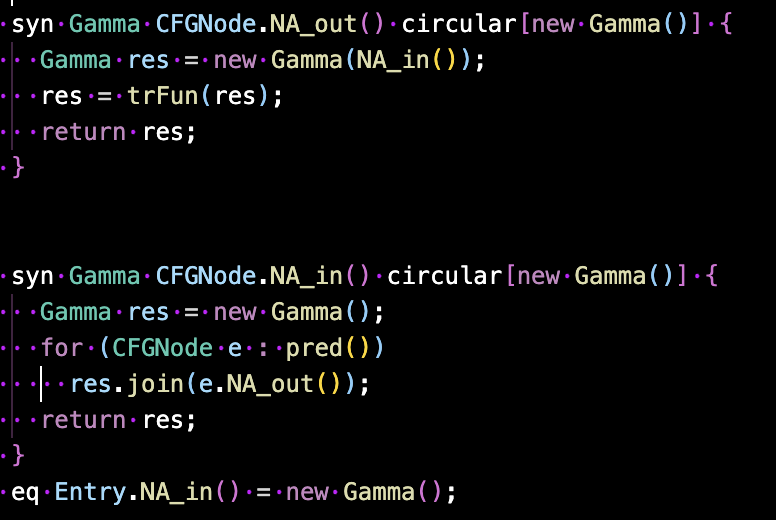 syn Gamma CFGNode.NA_out() circular[new Gamma()] {
Gamma res = new Gamma(NA_in());
res = trFun(res);
return res;
}
syn Gamma CFGNode.NA_in() circular[new Gamma()] {
Gamma res = new Gamma();
for (CFGNode e : pred())
res.join(e.NA_out());
return res;
}
eq Entry.NA_in() = new Gamma();